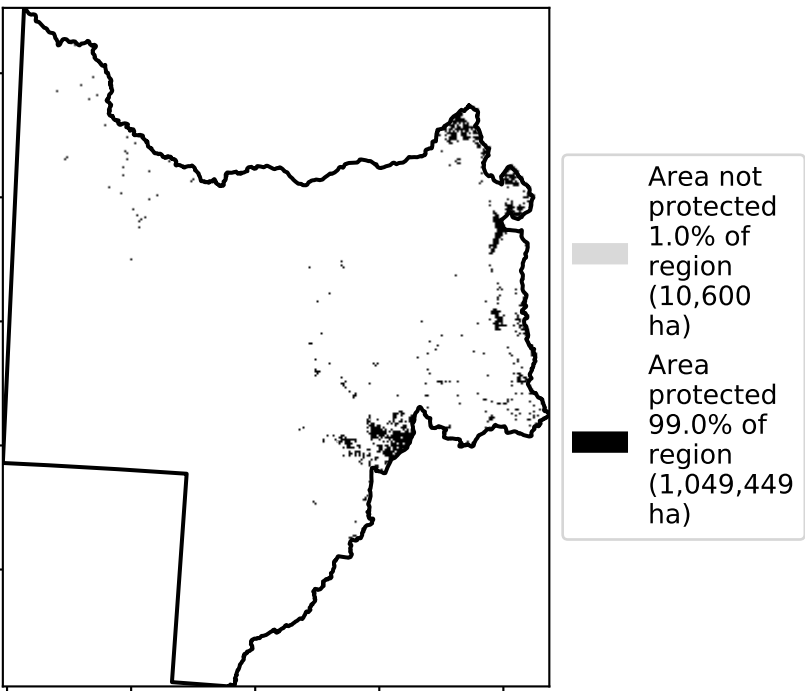 Area not
protected
1.0% of
region
(10,600
ha)
Area
protected
99.0% of
region
(1,049,449
ha)